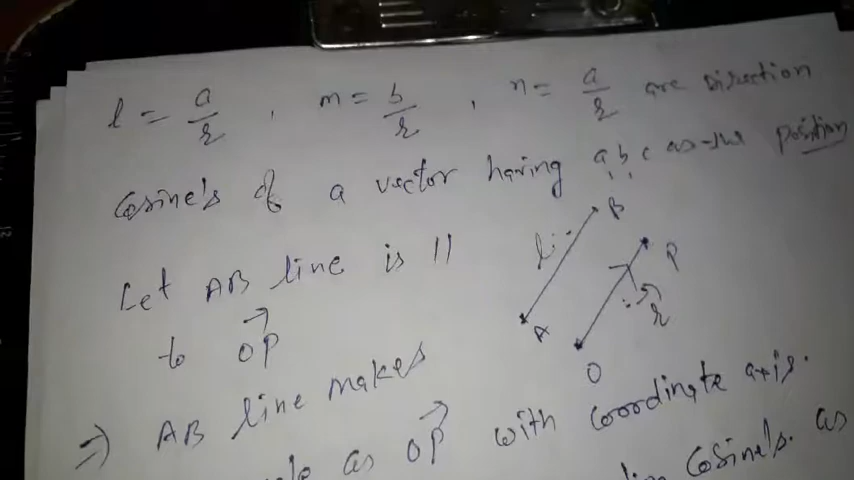 l = a/r , m = b/r , n = a/r are Direction
Cosine's of a vector having a, b, c as the position
Let AB line is ||
to OP
B
li
P
A
r
O
⇒ AB line makes
as OP with coordinate axis.
Cosine's. as